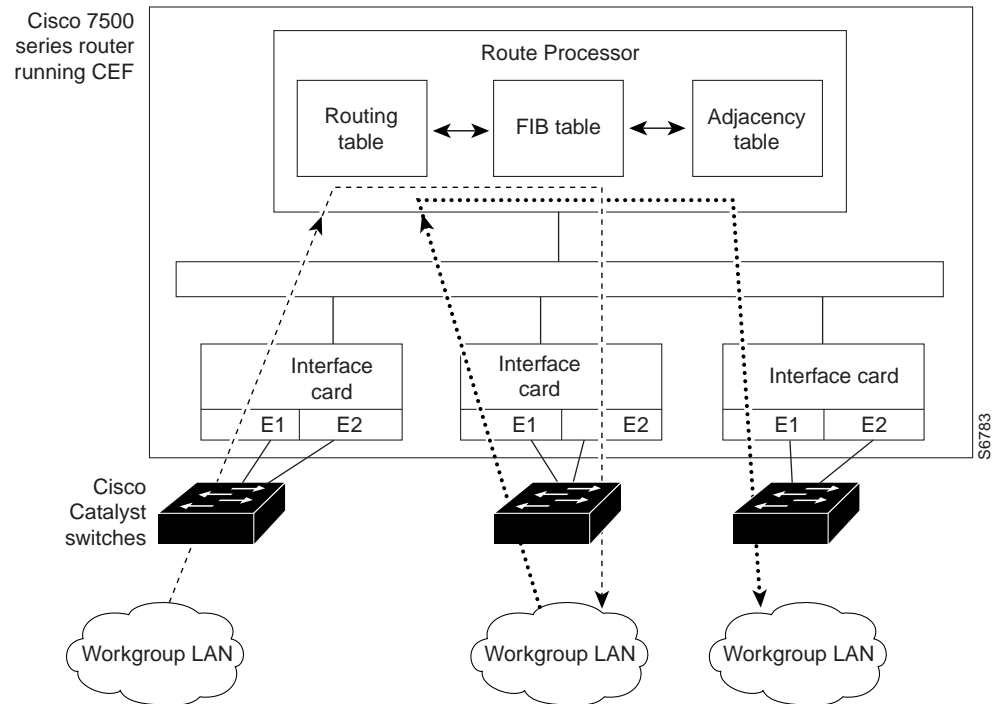 Cisco 7500
series router
running CEF
Route Processor
Routing
table
FIB table
Adjacency
table
Interface
card
E1 E2
Interface
card
E1 E2
Interface card
E1 E2
S6783
Cisco
Catalyst
switches
Workgroup LAN
Workgroup LAN
Workgroup LAN